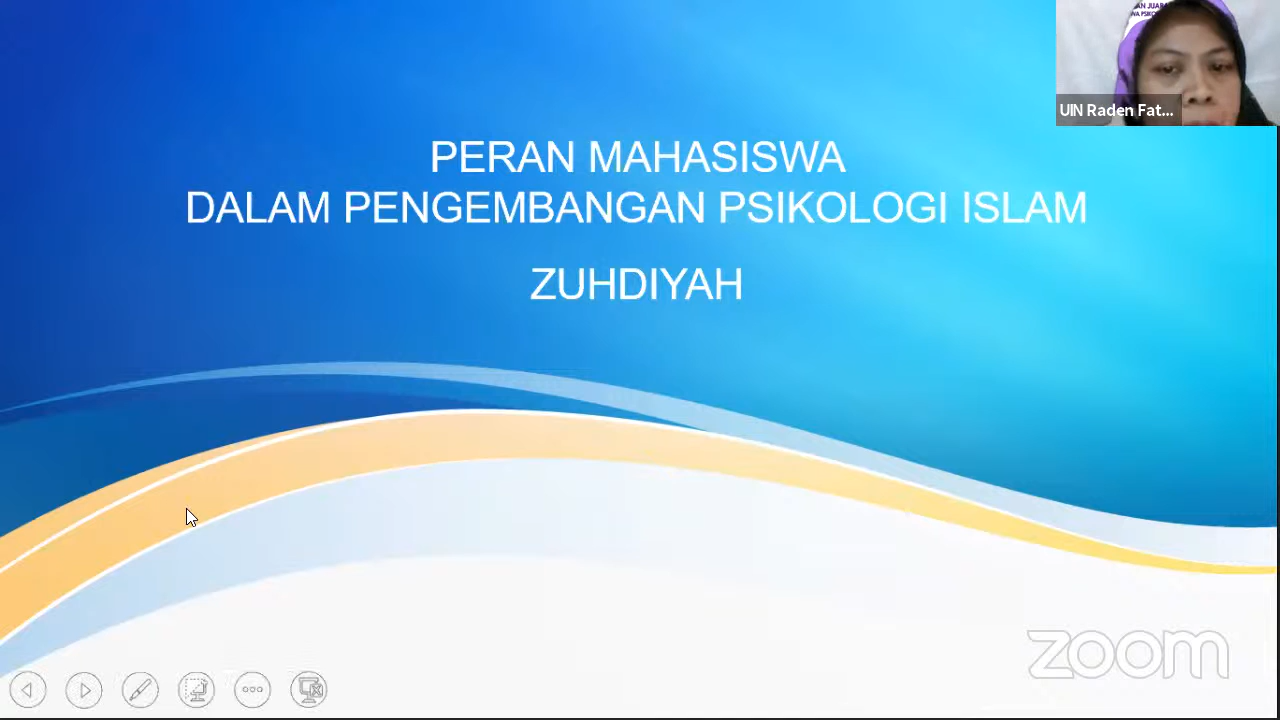 PERAN MAHASISWA
DALAM PENGEMBANGAN PSIKOLOGI ISLAM
ZUHDIYAH
UIN Raden Fat...
zoom